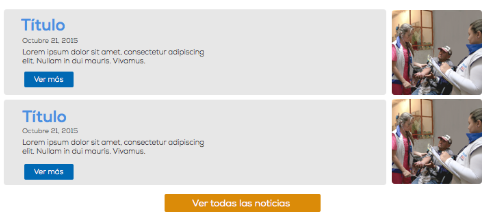 Título
Octubre 21, 2015
Lorem ipsum dolor sit amet, consectetur adipiscing
elit. Nullam in dui mauris. Vivamus.
Ver más
Título
Octubre 21, 2015
Lorem ipsum dolor sit amet, consectetur adipiscing
elit. Nullam in dui mauris. Vivamus.
Ver más
Ver todas las noticias